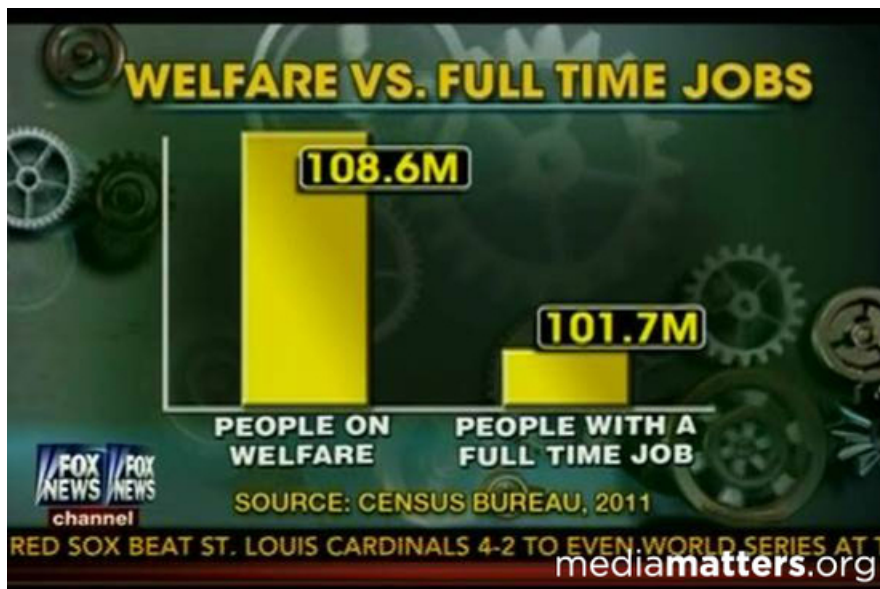 WELFARE VS. FULL TIME JOBS
108.6M
101.7M
PEOPLE ON
WELFARE
PEOPLE WITH A
FULL TIME JOB
FOX
NEWS
FOX
NEWS
channel
SOURCE: CENSUS BUREAU, 2011
RED SOX BEAT ST. LOUIS CARDINALS 4-2 TO EVEN WORLD SERIES AT
mediamatters.org